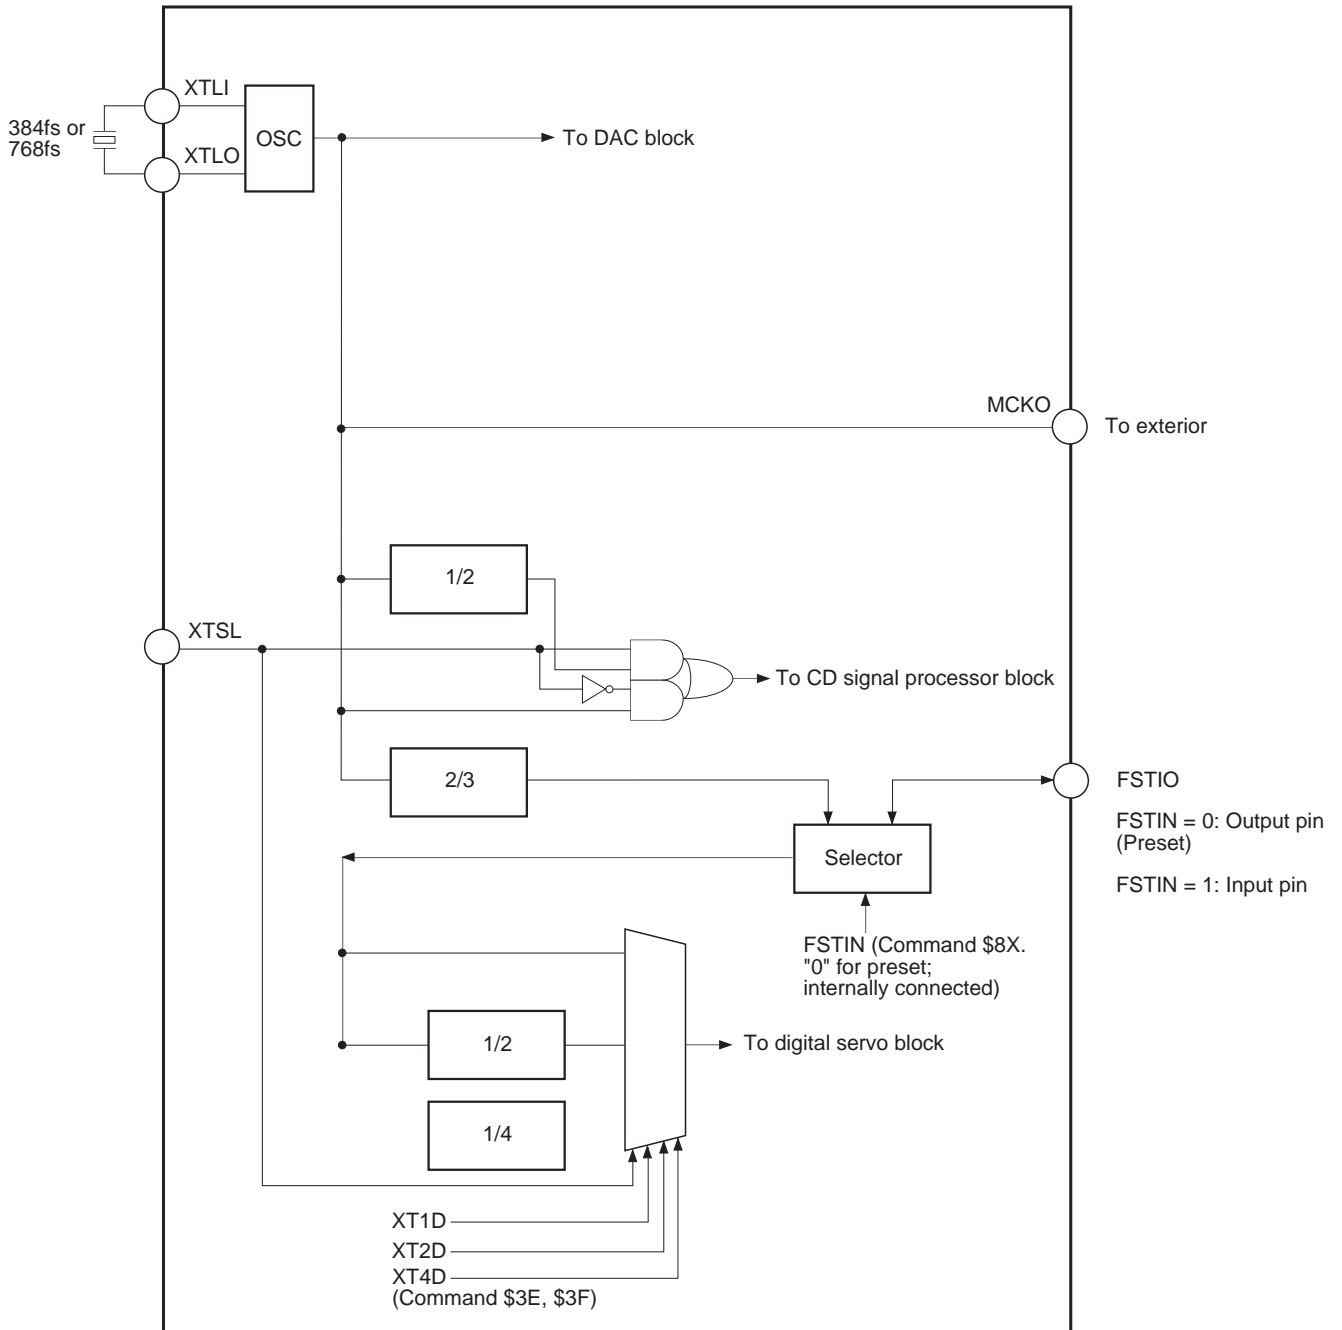 XTLI
384fs or
768fs
OSC
To DAC block
XTLO
MCKO
To exterior
1/2
XTSL
To CD signal processor block
2/3
FSTIO
FSTIN = 0: Output pin
(Preset)
FSTIN = 1: Input pin
Selector
FSTIN (Command $8X.
"0" for preset;
internally connected)
1/2
To digital servo block
1/4
XT1D
XT2D
XT4D
(Command $3E, $3F)